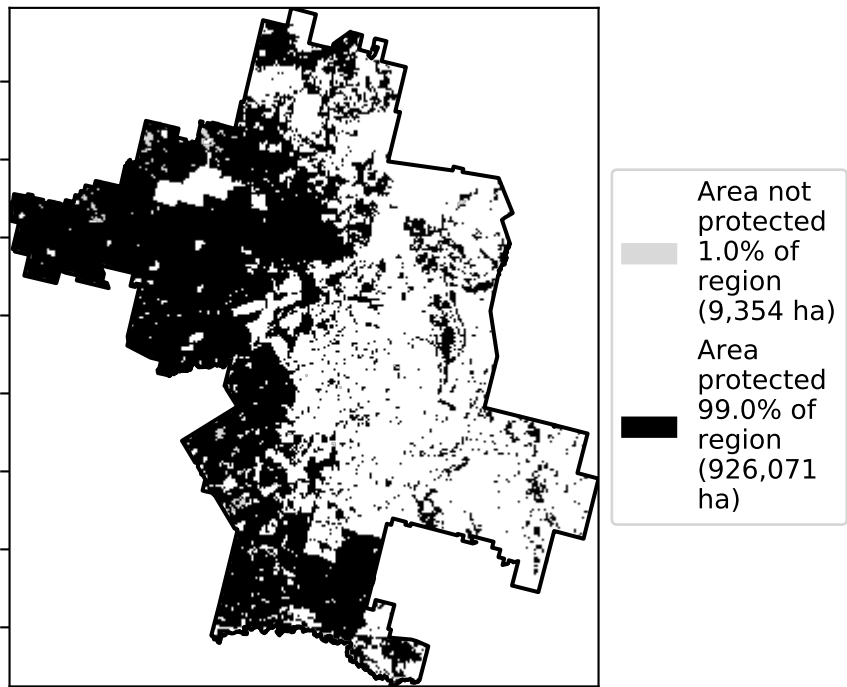 Area not
protected
1.0% of
region
(9,354 ha)
Area
protected
99.0% of
region
(926,071
ha)